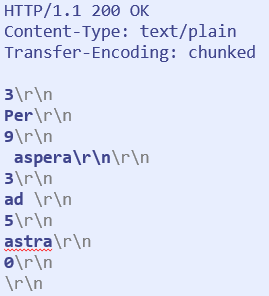 HTTP/1.1 200 OK
Content-Type: text/plain
Transfer-Encoding: chunked

3\r\n
Per\r\n
9\r\n
 aspera\r\n\r\n
3\r\n
ad \r\n
5\r\n
astra\r\n
0\r\n
\r\n